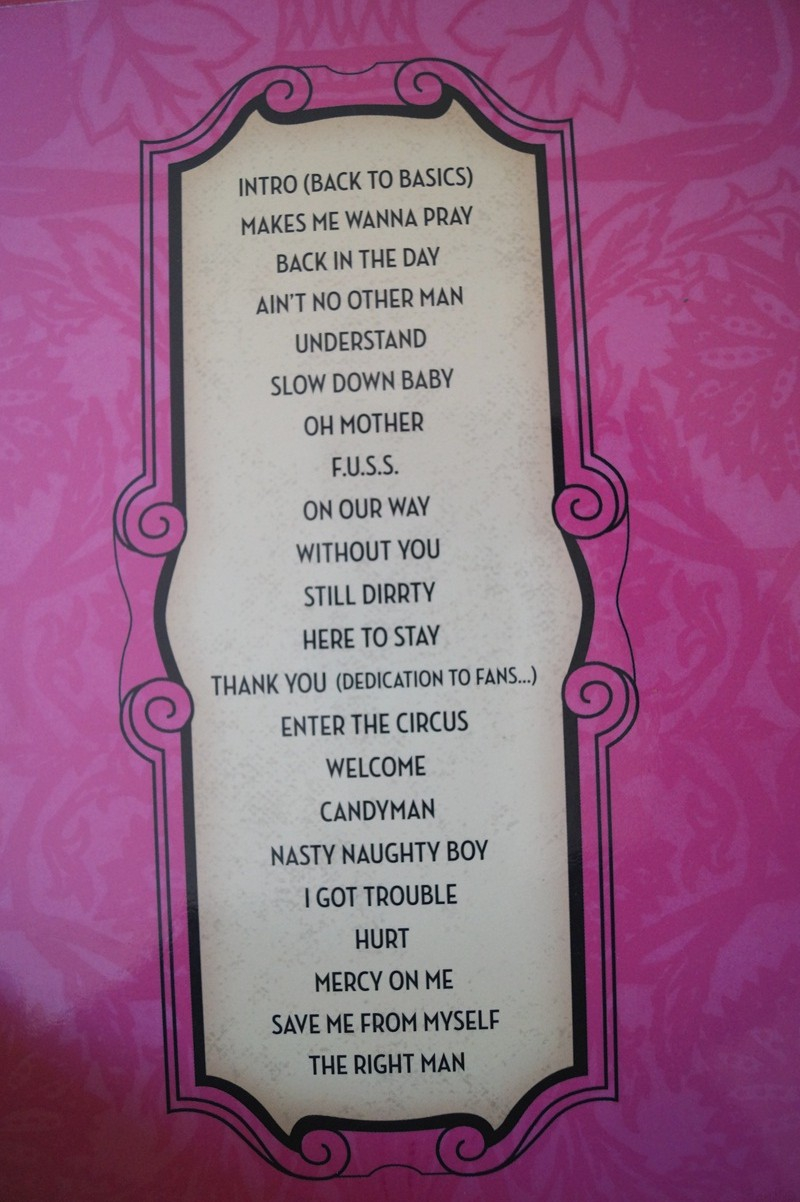 INTRO (BACK TO BASICS)
MAKES ME WANNA PRAY
BACK IN THE DAY
AIN'T NO OTHER MAN
UNDERSTAND
SLOW DOWN BABY
OH MOTHER
F.U.S.S.
ON OUR WAY
WITHOUT YOU
STILL DIRRTY
HERE TO STAY
THANK YOU (DEDICATION TO FANS...)
ENTER THE CIRCUS
WELCOME
CANDYMAN
NASTY NAUGHTY BOY
I GOT TROUBLE
HURT
MERCY ON ME
SAVE ME FROM MYSELF
THE RIGHT MAN